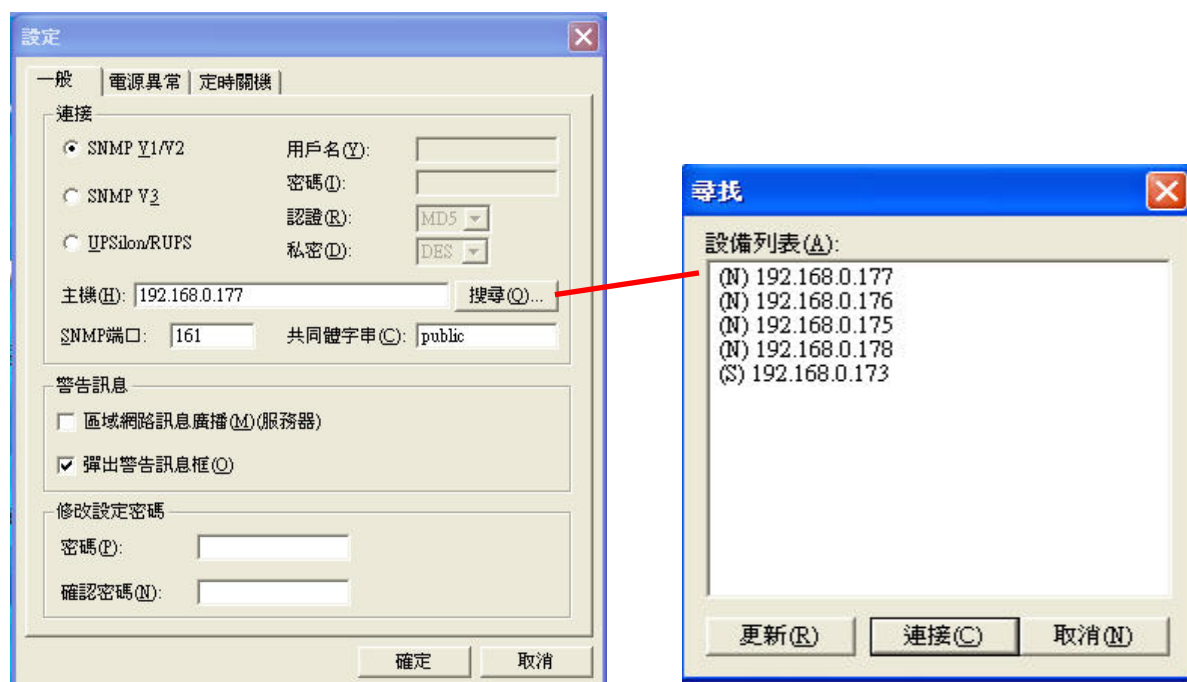 設定
一般 電源異常 定時關機
連接
SNMP V1/V2 用戶名(Y):
密碼(I):
SNMP V3
認證(R): MD5
UPSilon/RUPS
私密(D): DES
主機(H): 192.168.0.177 搜尋(Q)...
SNMP端口: 161 共同體字串(C): public
警告訊息
區域網路訊息廣播(M)(服務器)
彈出警告訊息框(O)
修改設定密碼
密碼(P):
確認密碼(N):
確定 取消
尋找
設備列表(A):
(N) 192.168.0.177
(N) 192.168.0.176
(N) 192.168.0.175
(N) 192.168.0.178
(S) 192.168.0.173
更新(R) 連接(C) 取消(N)